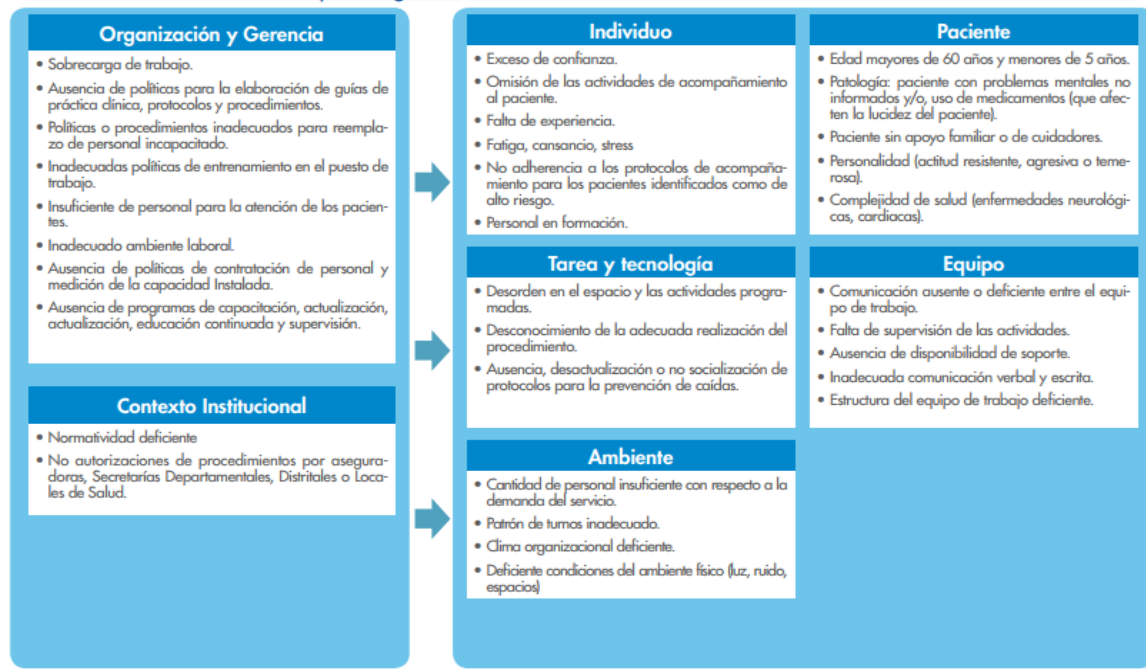 Organización y Gerencia
• Sobrecarga de trabajo.
• Ausencia de políticas para la elaboración de guías de
práctica clínica, protocolos y procedimientos.
• Políticas o procedimientos inadecuados para reempla-
zo de personal incapacitado.
• Inadecuadas políticas de entrenamiento en el puesto de
trabajo.
• Insuficiente de personal para la atención de los pacien-
tes.
• Inadecuado ambiente laboral.
• Ausencia de políticas de contratación de personal y
medición de la capacidad Instalada.
• Ausencia de programas de capacitación, actualización,
actualización, educación continuada y supervisión.
Contexto Institucional
• Normatividad deficiente
• No autorizaciones de procedimientos por asegura-
doras, Secretarías Departamentales, Distritales o Loca-
les de Salud.
Individuo
• Exceso de confianza.
• Omisión de las actividades de acompañamiento
al paciente.
• Falta de experiencia.
• Fatiga, cansancio, stress
• No adherencia a los protocolos de acompaña-
miento para los pacientes identificados como de
alto riesgo.
• Personal en formación.
Paciente
• Edad mayores de 60 años y menores de 5 años.
• Patología: paciente con problemas mentales no
informados y/o, uso de medicamentos (que afec-
ten la lucidez del paciente).
• Paciente sin apoyo familiar o de cuidadores.
• Personalidad (actitud resistente, agresiva o teme-
rosa).
• Complejidad de salud (enfermedades neurológi-
cas, cardiacas).
Tarea y tecnología
• Desorden en el espacio y las actividades progra-
madas.
• Desconocimiento de la adecuada realización del
procedimiento.
• Ausencia, desactualización o no socialización de
protocolos para la prevención de caídas.
Equipo
• Comunicación ausente o deficiente entre el equi-
po de trabajo.
• Falta de supervisión de las actividades.
• Ausencia de disponibilidad de soporte.
• Inadecuada comunicación verbal y escrita.
• Estructura del equipo de trabajo deficiente.
Ambiente
• Cantidad de personal insuficiente con respecto a la
demanda del servicio.
• Patrón de turnos inadecuado.
• Clima organizacional deficiente.
• Deficiente condiciones del ambiente físico (luz, ruido,
espacios)